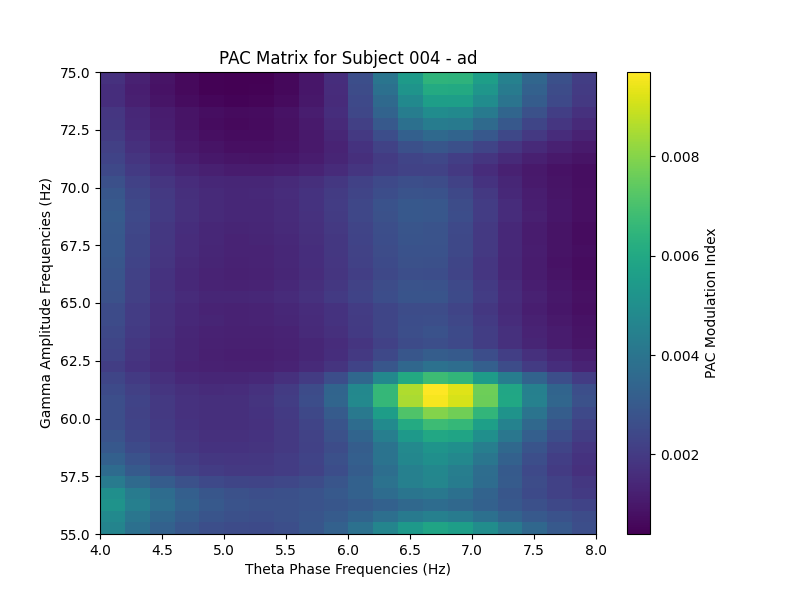 PAC Matrix for Subject 004 - ad
75.0
72.5
70.0
67.5
65.0
62.5
60.0
57.5
55.0
Gamma Amplitude Frequencies (Hz)
4.0 4.5 5.0 5.5 6.0 6.5 7.0 7.5 8.0
Theta Phase Frequencies (Hz)
0.008
0.006
0.004
0.002
PAC Modulation Index